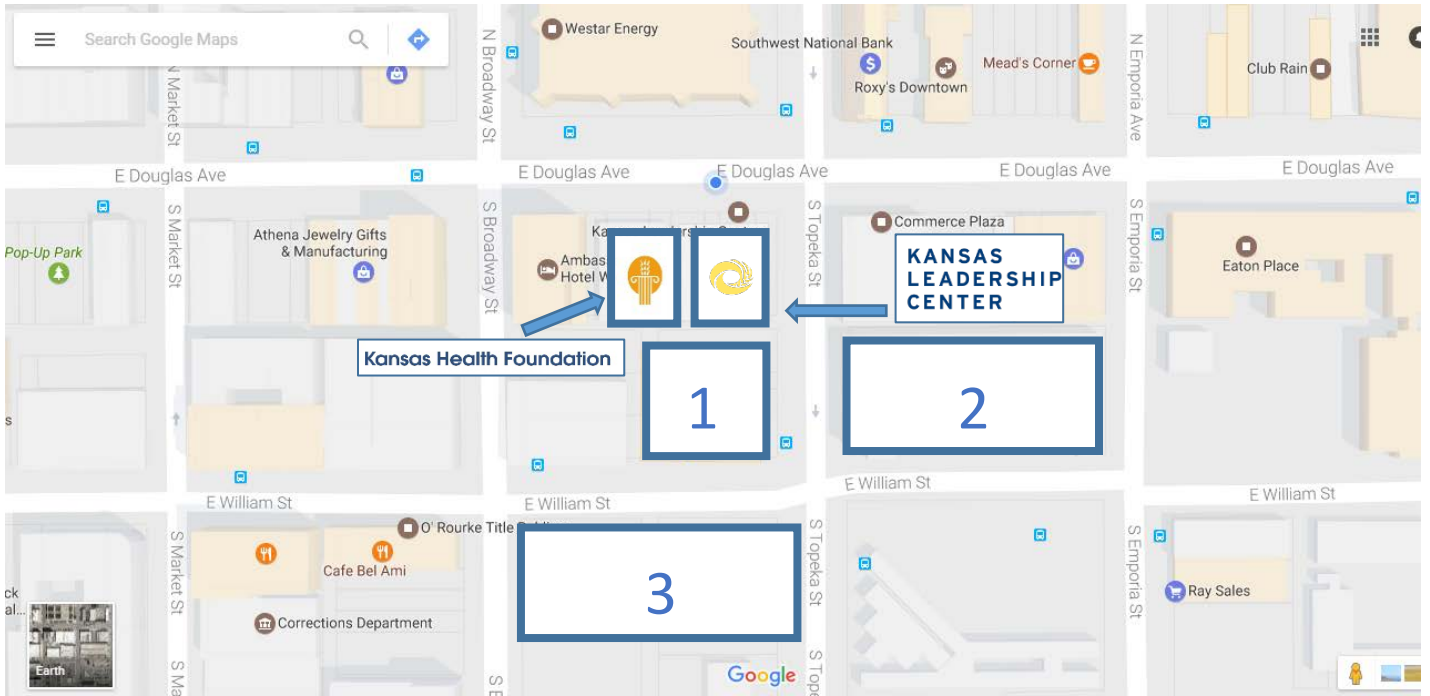 Search Google Maps
N Market St
N Broadway St
Westar Energy
Southwest National Bank
Roxy's Downtown
Mead's Corner
N Emporia Ave
Club Rain
E Douglas Ave
E Douglas Ave
E Douglas Ave
E Douglas Ave
E Douglas Ave
Pop-Up Park
S Market St
Athena Jewelry Gifts
& Manufacturing
S Broadway St
Hotel
S Topeka St
Commerce Plaza
KANSAS
LEADERSHIP
CENTER
S Emporia St
Eaton Place
Kansas Health Foundation
1
2
E William St
E William St
E William St
E William St
S Market St
O' Rourke Title
Cafe Bel Ami
Corrections Department
3
S Topeka St
S Emporia St
Ray Sales
Earth
Google